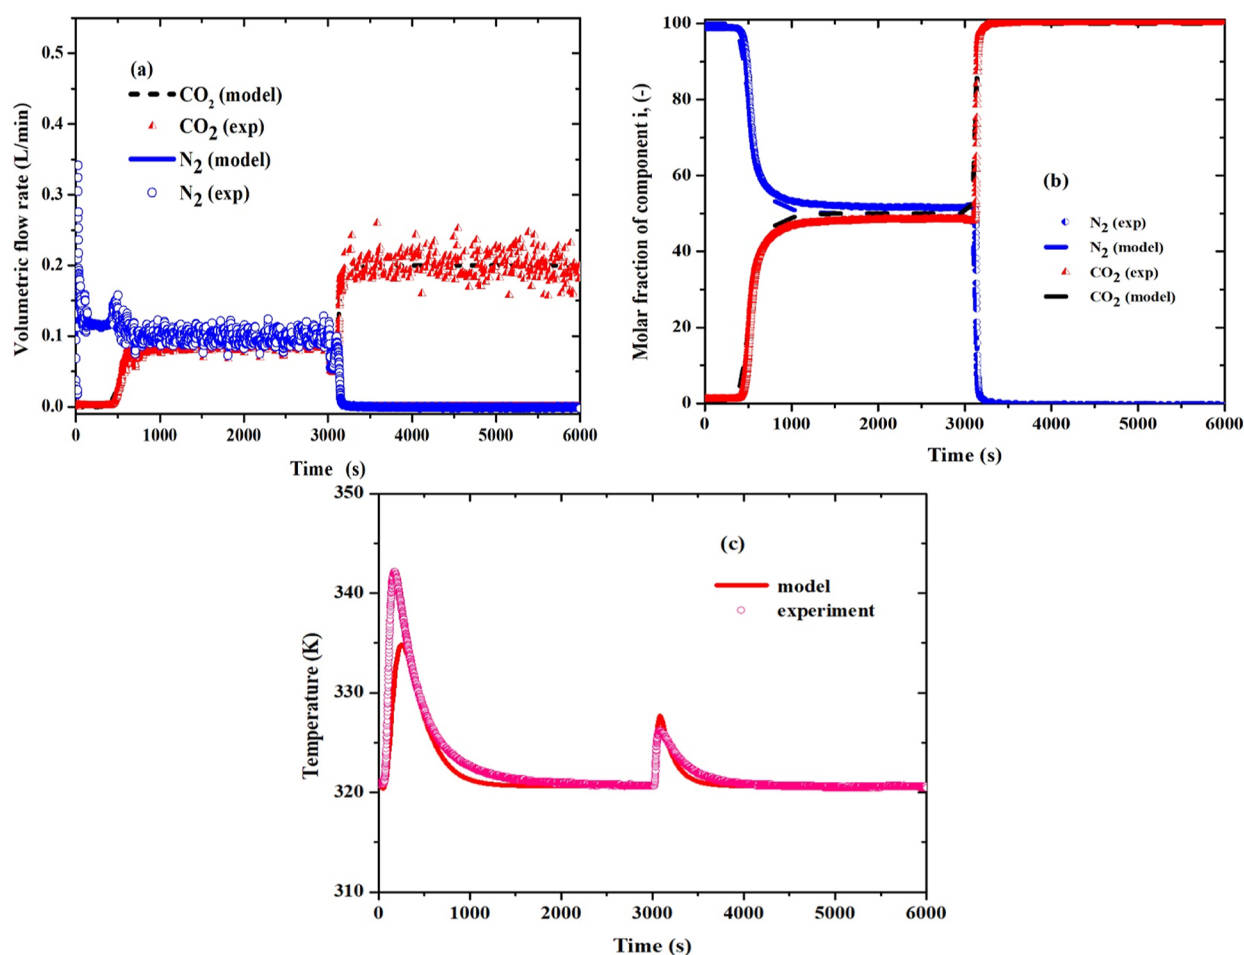 (a)
CO2 (model)
CO2 (exp)
N2 (model)
N2 (exp)
Volumetric flow rate (L/min)
0.5
0.4
0.3
0.2
0.1
0.0
0 1000 2000 3000 4000 5000 6000
Time (s)
(b)
N2 (exp)
N2 (model)
CO2 (exp)
CO2 (model)
Molar fraction of component i, (-)
100
80
60
40
20
0
0 1000 2000 3000 4000 5000 6000
Time (s)
(c)
model
experiment
Temperature (K)
350
340
330
320
310
0 1000 2000 3000 4000 5000 6000
Time (s)